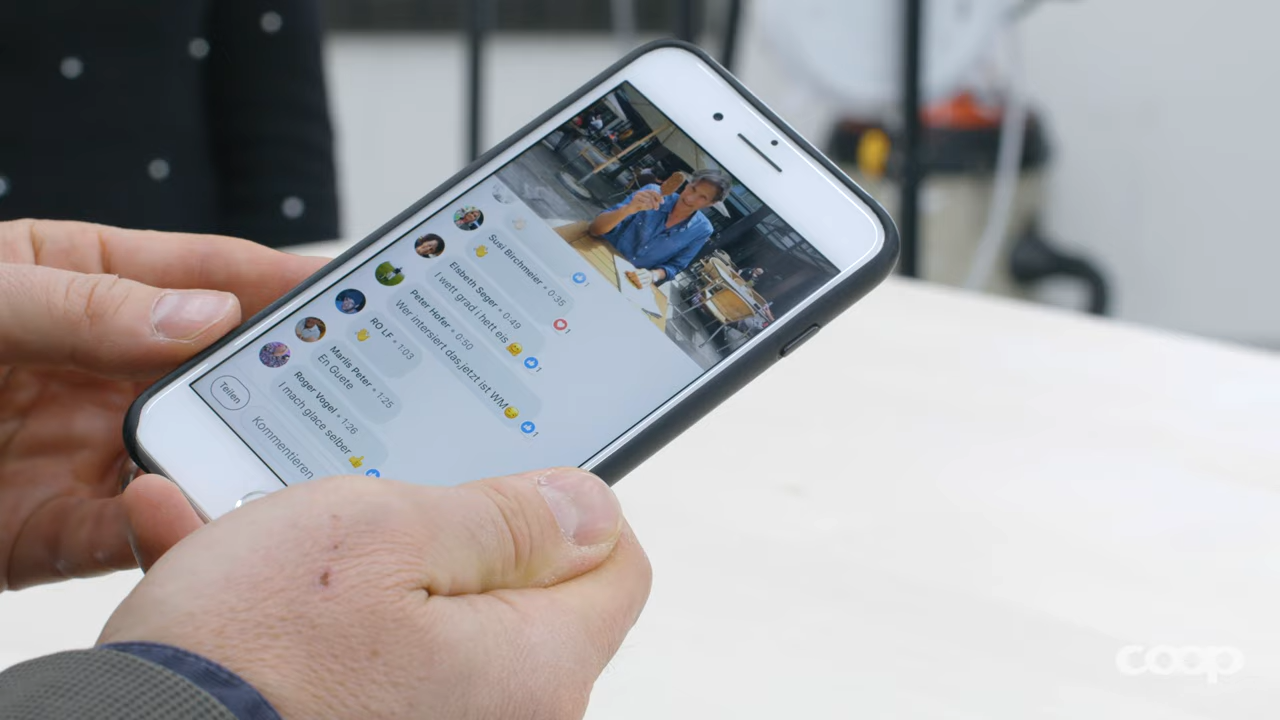 Susi Birchmeier • 0:35
Elsbeth Seger • 0:49
I wett grad i hett eis
Peter Hofer • 0:50
Wer intersiert das,jetzt ist WM
RO LF • 1:03
Marlis Peter • 1:25
En Guete
Roger Vogel • 1:26
I mach glace selber
Teilen
Kommentieren
coop